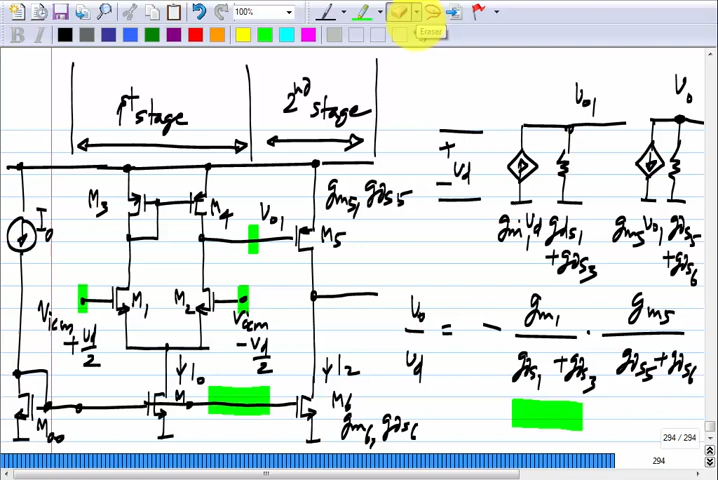 100%
Eraser
B I U
1st stage
2nd stage
Vo1
Vo
+
Vd
-
M3
M4
gm5, gds5
Io
Vo1
M5
gm1Vd
gds1
+gds3
gm5Vo1
gds5
+gds6
M1
M2
Vicm
+ Vd/2
Vicm
- Vd/2
Vo/Vd = - gm1/(gds1 + gds3) · gm5/(gds5 + gds6)
I0
I2
M00
M0
M6
gm6, gds6
294 / 294
294